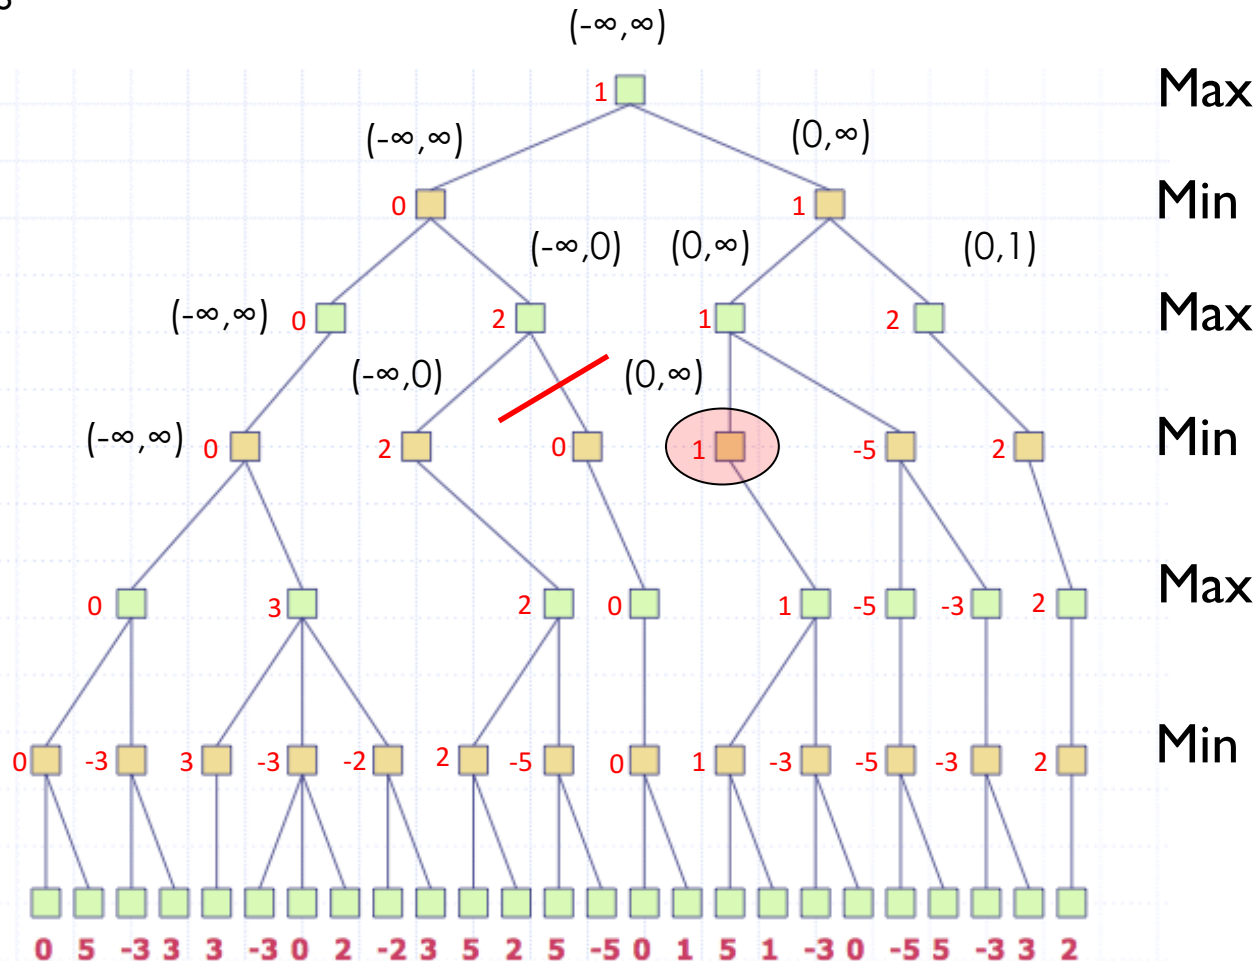 (-∞,∞)
1 Max
(-∞,∞) (0,∞)
0 1 Min
(-∞,0) (0,∞) (0,1)
(-∞,∞) 0 2 1 2 Max
(-∞,0) (0,∞)
(-∞,∞) 0 2 0 1 -5 2 Min
0 3 2 0 1 -5 -3 2 Max
0 -3 3 -3 -2 2 -5 0 1 -3 -5 -3 2 Min
0 5 -3 3 3 -3 0 2 -2 3 5 2 5 -5 0 1 5 1 -3 0 -5 5 -3 3 2